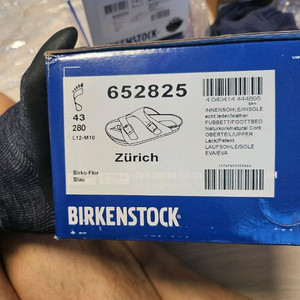 BIRKENSTOCK
43
280
L12-M10
652825
Zürich
Birko-Flor
Blau
4 040414 444895
INNENSOHLE/INSOLE
echt leder/leather
FUßBETT/FOOTBED
Naturkork/natural Cork
OBERTEIL/UPPER
Lack/Patent
LAUFSOHLE/SOLE
EVA/EVA
BIRKENSTOCK